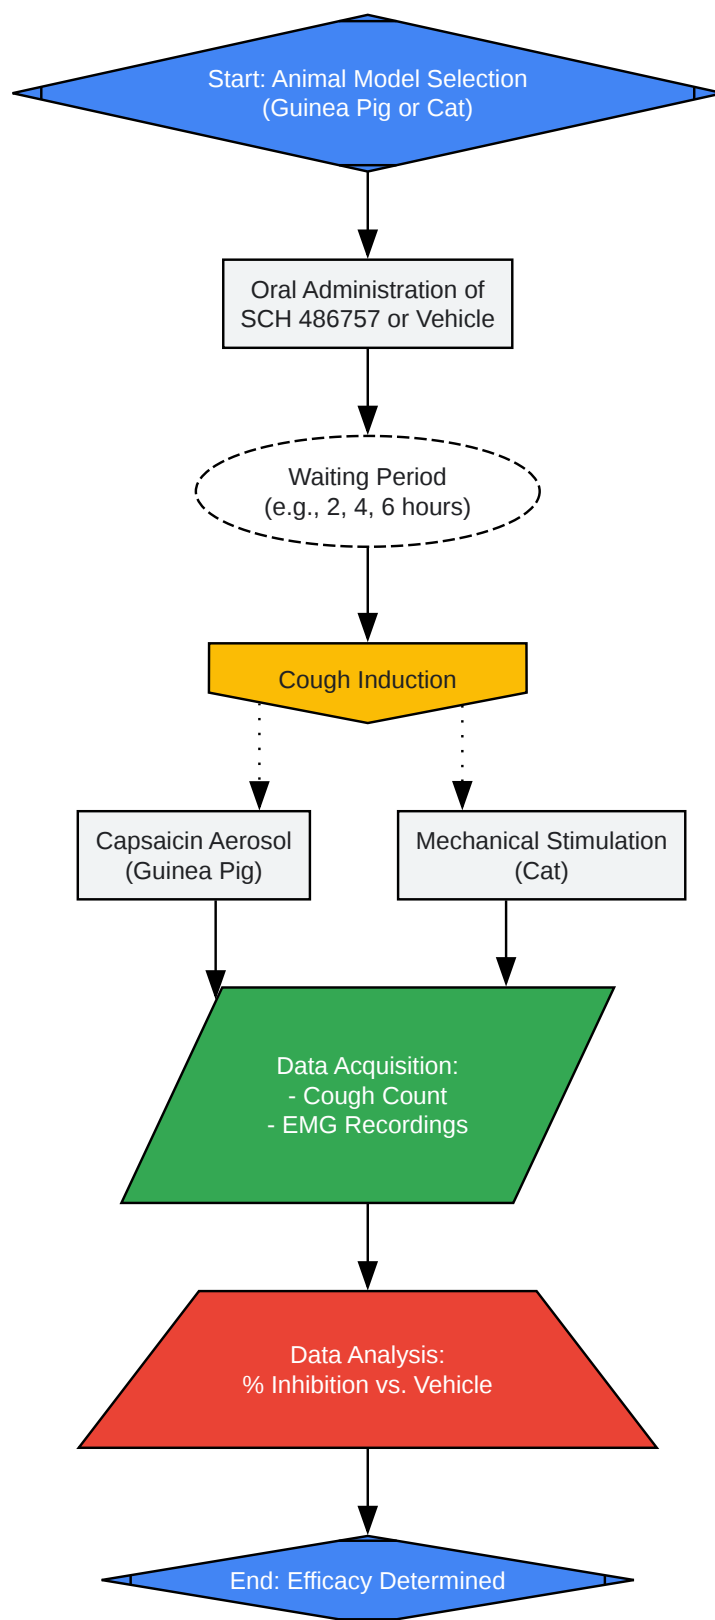 Start: Animal Model Selection
(Guinea Pig or Cat)
Oral Administration of
SCH 486757 or Vehicle
Waiting Period
(e.g., 2, 4, 6 hours)
Cough Induction
Capsaicin Aerosol
(Guinea Pig)
Mechanical Stimulation
(Cat)
Data Acquisition:
- Cough Count
- EMG Recordings
Data Analysis:
% Inhibition vs. Vehicle
End: Efficacy Determined